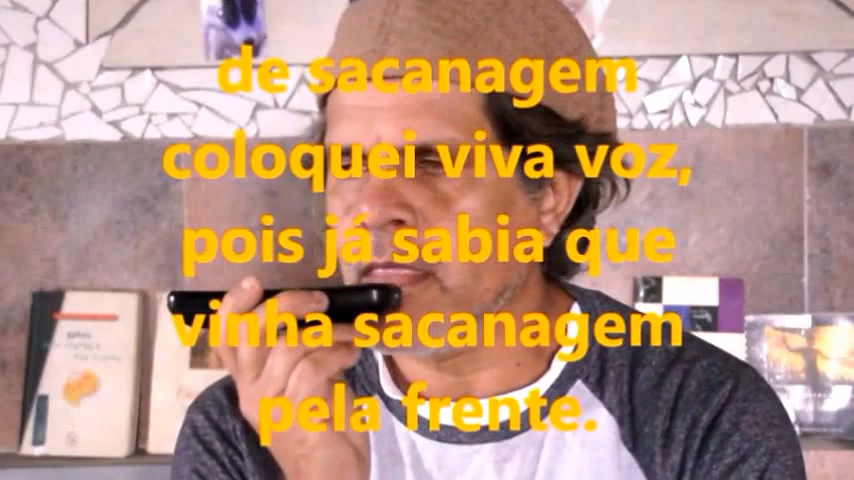 de sacanagem
coloquei viva voz,
pois já sabia que
vinha sacanagem
pela frente.